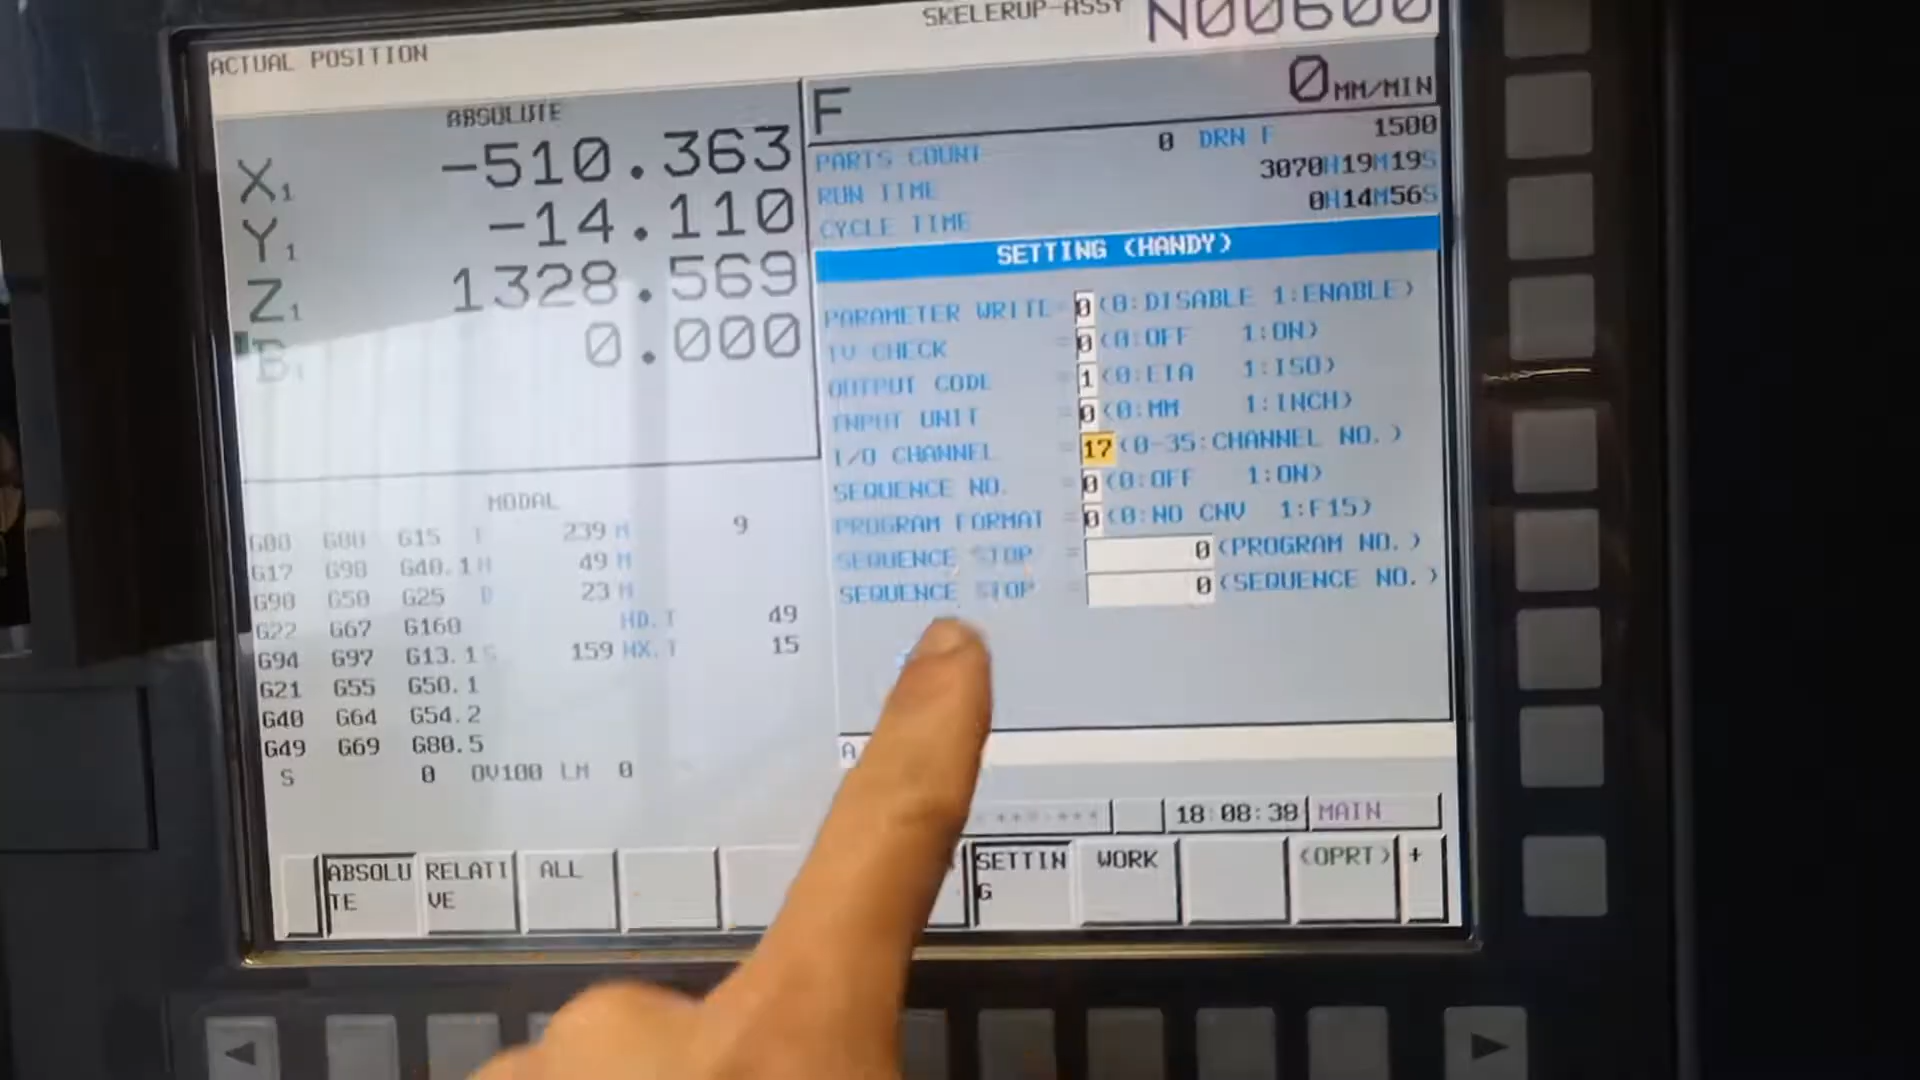 ACTUAL POSITION
SKELERUP-ASSY N00600
ABSOLUTE
X1 -510.363
Y1 -14.110
Z1 1328.569
B1 0.000
F 0 MM/MIN
DRN F 1500
PARTS COUNT 0
RUN TIME 3070H19M19S
CYCLE TIME 0H14M56S
SETTING (HANDY)
PARAMETER WRITE = 0 (0:DISABLE 1:ENABLE)
TV CHECK = 0 (0:OFF 1:ON)
OUTPUT CODE = 1 (0:EIA 1:ISO)
INPUT UNIT = 0 (0:MM 1:INCH)
I/O CHANNEL = 17 (0-35:CHANNEL NO.)
SEQUENCE NO. = 0 (0:OFF 1:ON)
PROGRAM FORMAT = 0 (0:NO CNV 1:F15)
SEQUENCE STOP = 0 (PROGRAM NO.)
SEQUENCE STOP = 0 (SEQUENCE NO.)
MODAL
G00 G80 G15 239 M 9
G17 G98 G40.1 H 49 M
G90 G50 G25 D 23 M
G22 G67 G160 HD.T 49
G94 G97 G13.1 S 159 NX.T 15
G21 G55 G50.1
G40 G64 G54.2
G49 G69 G80.5
S 0 OV100 LM 0
A
18:08:38 MAIN
ABSOLUTE
RELATIVE
ALL
SETTING
WORK
(OPRT)
+